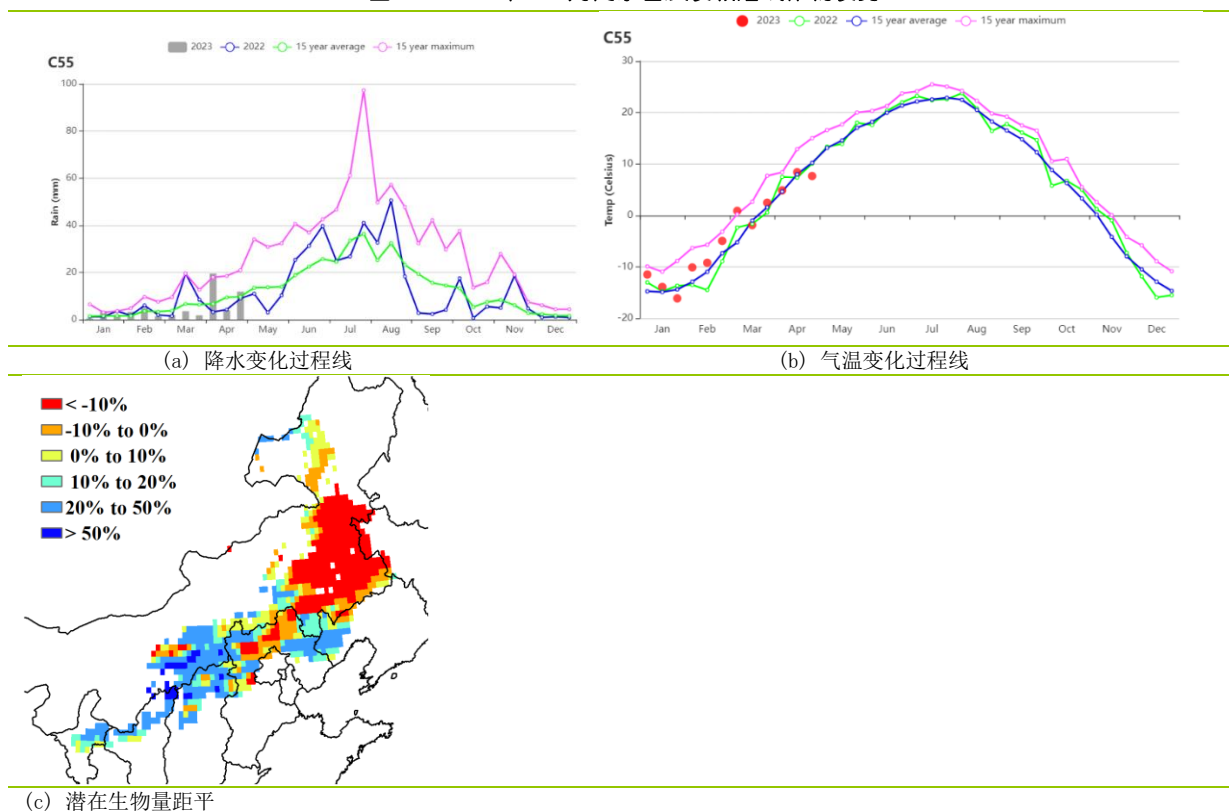 2023 2022 15 year average 15 year maximum
C55
Rain (mm)
100
80
60
40
20
0
Jan Feb Mar Apr May Jun Jul Aug Sep Oct Nov Dec
(a) 降水变化过程线
2023 2022 15 year average 15 year maximum
C55
Temp (Celsius)
30
20
10
0
-10
-20
Jan Feb Mar Apr May Jun Jul Aug Sep Oct Nov Dec
(b) 气温变化过程线
< -10%
-10% to 0%
0% to 10%
10% to 20%
20% to 50%
> 50%
(c) 潜在生物量距平